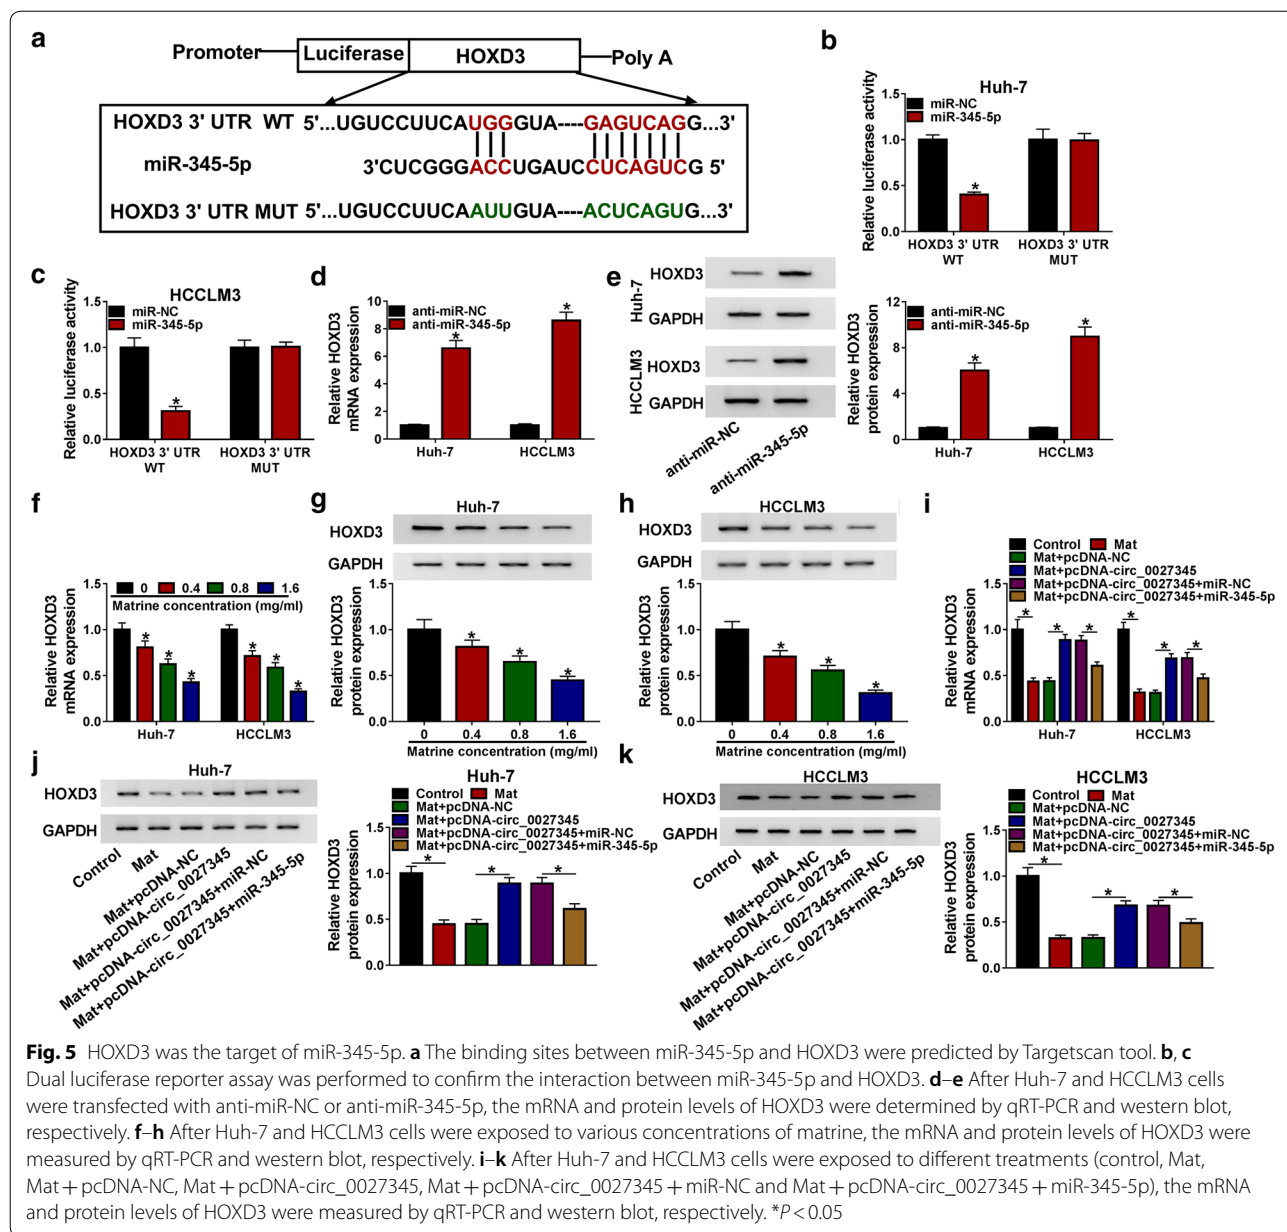 a
Promoter
Luciferase
HOXD3
Poly A
HOXD3 3' UTR WT 5'...UGUCCUUCAUGGGUA----GAGUCAGG...3'
miR-345-5p 3'CUCGGGACCUGAUCCUCAGUCG 5'
HOXD3 3' UTR MUT 5'...UGUCCUUCAAUUGUA----ACUCAGUG...3'
b
Huh-7
miR-NC
miR-345-5p
Relative luciferase activity
1.5
1.0
0.5
0.0
*
HOXD3 3' UTR WT
HOXD3 3' UTR MUT
c
HCCLM3
miR-NC
miR-345-5p
Relative luciferase activity
1.5
1.0
0.5
0.0
*
HOXD3 3' UTR WT
HOXD3 3' UTR MUT
d
anti-miR-NC
anti-miR-345-5p
Relative HOXD3 mRNA expression
10
8
6
4
2
0
*
*
Huh-7
HCCLM3
e
Huh-7
HOXD3
GAPDH
HCCLM3
HOXD3
GAPDH
anti-miR-NC
anti-miR-345-5p
anti-miR-NC
anti-miR-345-5p
Relative HOXD3 protein expression
12
8
4
0
*
*
Huh-7
HCCLM3
f
0 0.4 0.8 1.6
Matrine concentration (mg/ml)
Relative HOXD3 mRNA expression
1.5
1.0
0.5
0.0
* * * * * *
Huh-7
HCCLM3
g
Huh-7
HOXD3
GAPDH
Relative HOXD3 protein expression
1.5
1.0
0.5
0.0
* * *
0 0.4 0.8 1.6
Matrine concentration (mg/ml)
h
HCCLM3
HOXD3
GAPDH
Relative HOXD3 protein expression
1.5
1.0
0.5
0.0
* * *
0 0.4 0.8 1.6
Matrine concentration (mg/ml)
i
Control Mat
Mat+pcDNA-NC
Mat+pcDNA-circ_0027345
Mat+pcDNA-circ_0027345+miR-NC
Mat+pcDNA-circ_0027345+miR-345-5p
Relative HOXD3 mRNA expression
1.5
1.0
0.5
0.0
* * * * * *
Huh-7
HCCLM3
j
Huh-7
HOXD3
GAPDH
Control
Mat
Mat+pcDNA-NC
Mat+pcDNA-circ_0027345
Mat+pcDNA-circ_0027345+miR-NC
Mat+pcDNA-circ_0027345+miR-345-5p
Huh-7
Control Mat
Mat+pcDNA-NC
Mat+pcDNA-circ_0027345
Mat+pcDNA-circ_0027345+miR-NC
Mat+pcDNA-circ_0027345+miR-345-5p
Relative HOXD3 protein expression
1.5
1.0
0.5
0.0
* * *
k
HCCLM3
HOXD3
GAPDH
Control
Mat
Mat+pcDNA-NC
Mat+pcDNA-circ_0027345
Mat+pcDNA-circ_0027345+miR-NC
Mat+pcDNA-circ_0027345+miR-345-5p
HCCLM3
Control Mat
Mat+pcDNA-NC
Mat+pcDNA-circ_0027345
Mat+pcDNA-circ_0027345+miR-NC
Mat+pcDNA-circ_0027345+miR-345-5p
Relative HOXD3 protein expression
1.5
1.0
0.5
0.0
* * *
Fig. 5 HOXD3 was the target of miR-345-5p. a The binding sites between miR-345-5p and HOXD3 were predicted by Targetscan tool. b, c
Dual luciferase reporter assay was performed to confirm the interaction between miR-345-5p and HOXD3. d–e After Huh-7 and HCCLM3 cells
were transfected with anti-miR-NC or anti-miR-345-5p, the mRNA and protein levels of HOXD3 were determined by qRT-PCR and western blot,
respectively. f–h After Huh-7 and HCCLM3 cells were exposed to various concentrations of matrine, the mRNA and protein levels of HOXD3 were
measured by qRT-PCR and western blot, respectively. i–k After Huh-7 and HCCLM3 cells were exposed to different treatments (control, Mat,
Mat + pcDNA-NC, Mat + pcDNA-circ_0027345, Mat + pcDNA-circ_0027345 + miR-NC and Mat + pcDNA-circ_0027345 + miR-345-5p), the mRNA
and protein levels of HOXD3 were measured by qRT-PCR and western blot, respectively. *P < 0.05